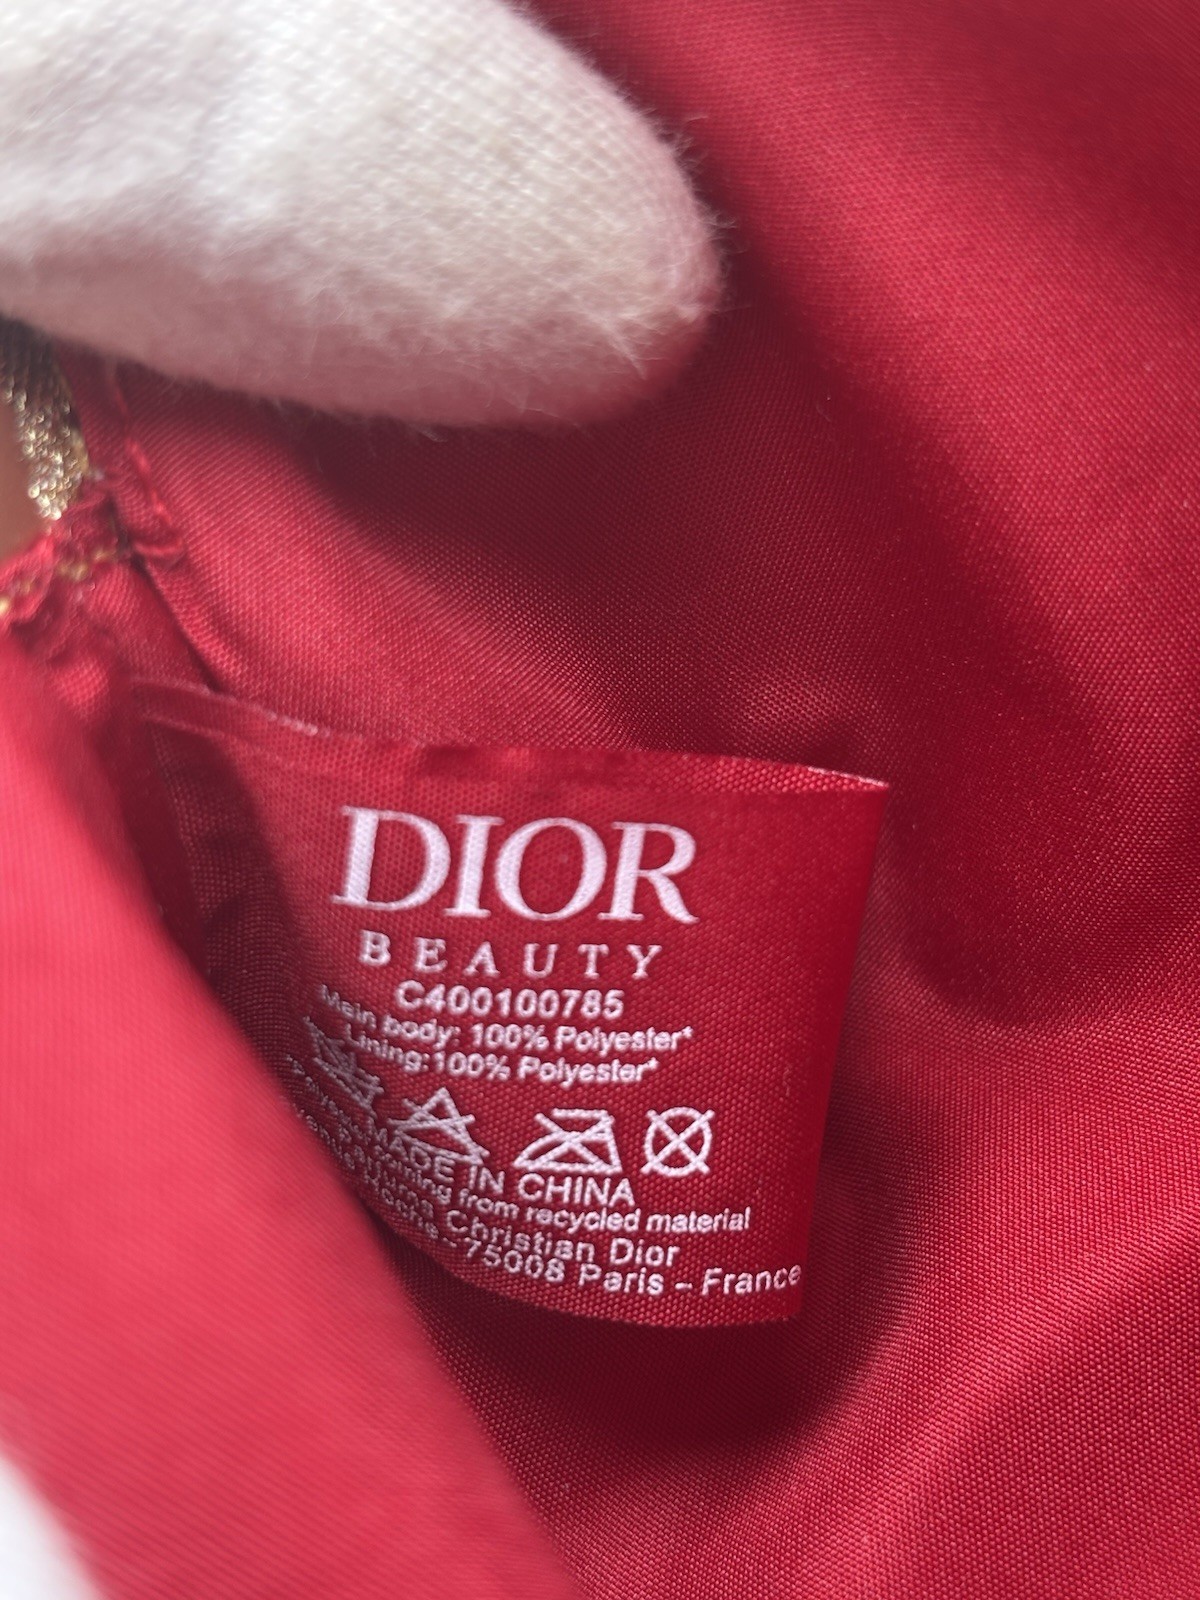 DIOR
BEAUTY
C400100785
Main body: 100% Polyester*
Lining:100% Polyester*
MADE IN CHINA
from recycled material
Christian Dior
Hoche-75008 Paris - France